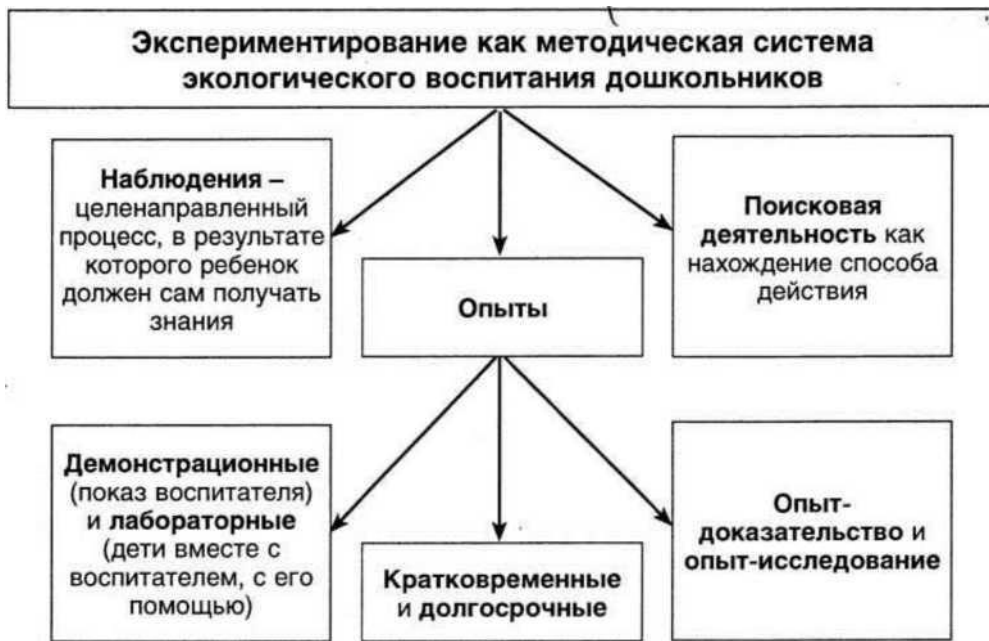 Экспериментирование как методическая система
экологического воспитания дошкольников
Наблюдения –
целенаправленный
процесс, в результате
которого ребенок
должен сам получать
знания
Опыты
Поисковая
деятельность как
нахождение способа
действия
Демонстрационные
(показ воспитателя)
и лабораторные
(дети вместе с
воспитателем, с его
помощью)
Кратковременные
и долгосрочные
Опыт-
доказательство и
опыт-исследование